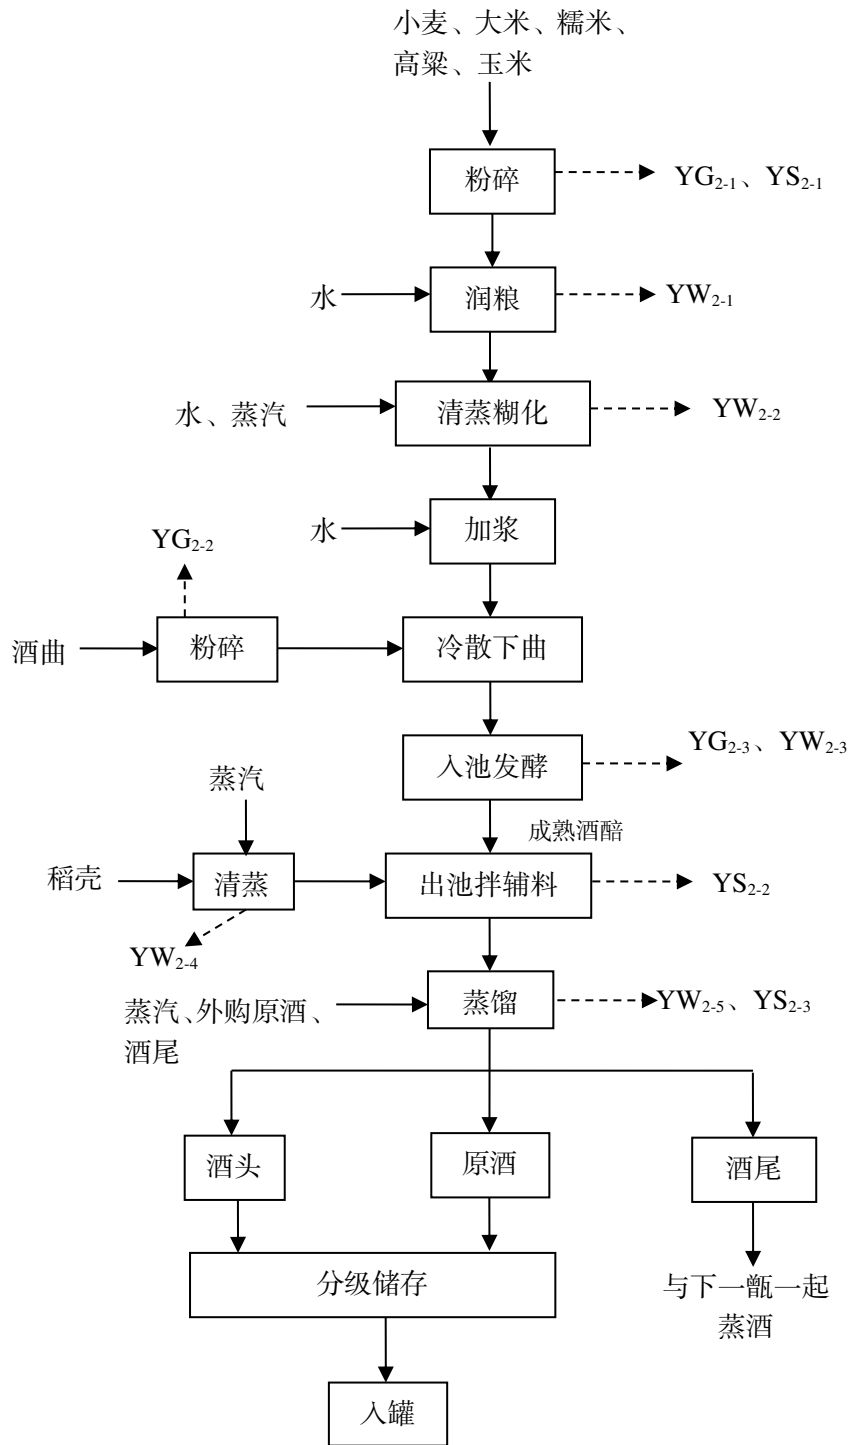 小麦、大米、糯米、
高粱、玉米
粉碎
YG2-1、YS2-1
水
润粮
YW2-1
水、蒸汽
清蒸糊化
YW2-2
水
加浆
YG2-2
酒曲
粉碎
冷散下曲
入池发酵
YG2-3、YW2-3
蒸汽
成熟酒醅
稻壳
清蒸
出池拌辅料
YS2-2
YW2-4
蒸汽、外购原酒、
酒尾
蒸馏
YW2-5、YS2-3
酒头
原酒
酒尾
分级储存
与下一甑一起
蒸酒
入罐